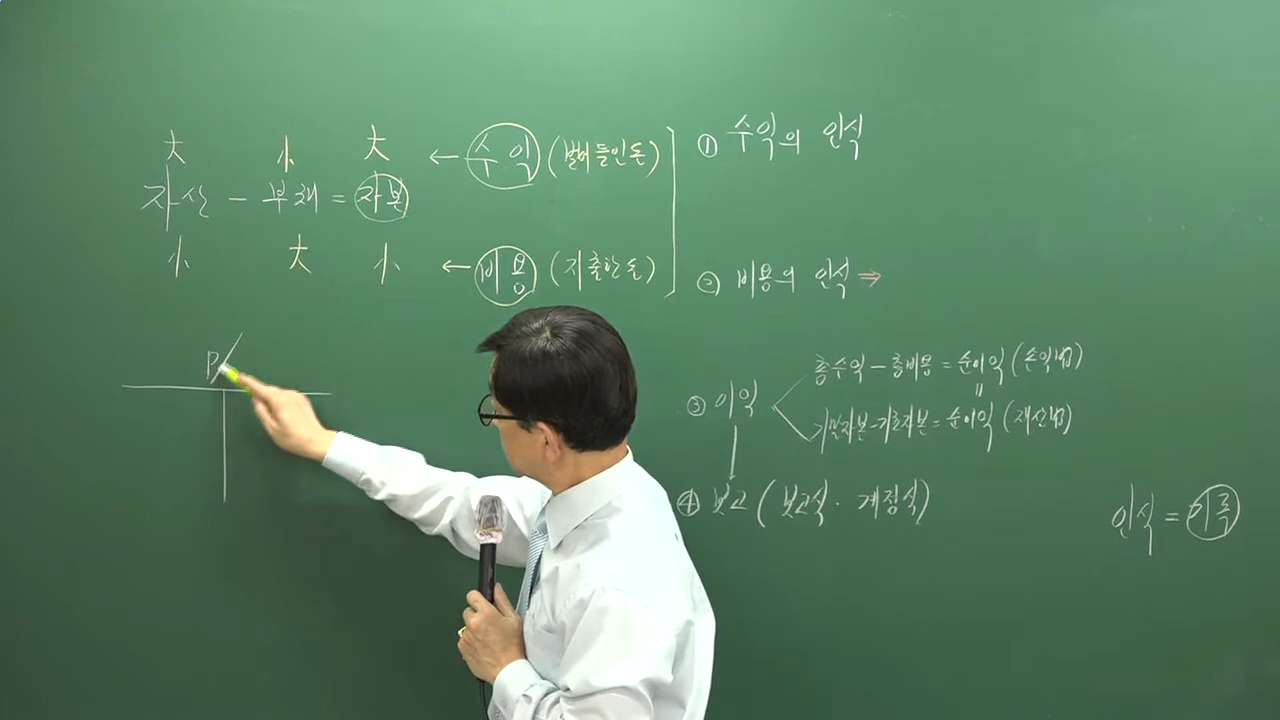 大 小 大
자산 - 부채 = 자본
小 大 小
← 수익 (벌어들인돈)
← 비용 (지출한 돈)
① 수익의 인식
② 비용의 인식 ⇒
③ 이익
총수익 - 총비용 = 순이익 (손익법)
=
기말자본 - 기초자본 = 순이익 (재산법)
④ 보고 (보고식 · 계정식)
인식 = 기록
P/